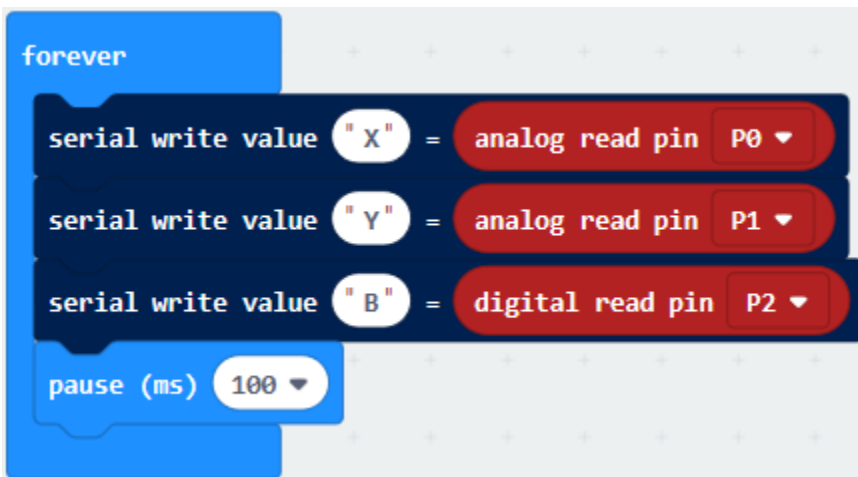 forever
serial write value "X" = analog read pin P0
serial write value "Y" = analog read pin P1
serial write value "B" = digital read pin P2
pause (ms) 100